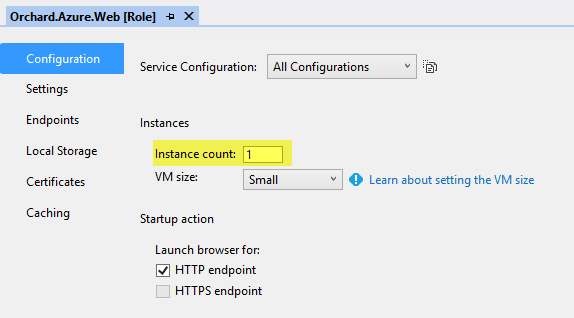 Orchard.Azure.Web [Role]
Configuration
Settings
Endpoints
Local Storage
Certificates
Caching
Service Configuration: All Configurations
Instances
Instance count: 1
VM size: Small Learn about setting the VM size
Startup action
Launch browser for:
HTTP endpoint
HTTPS endpoint